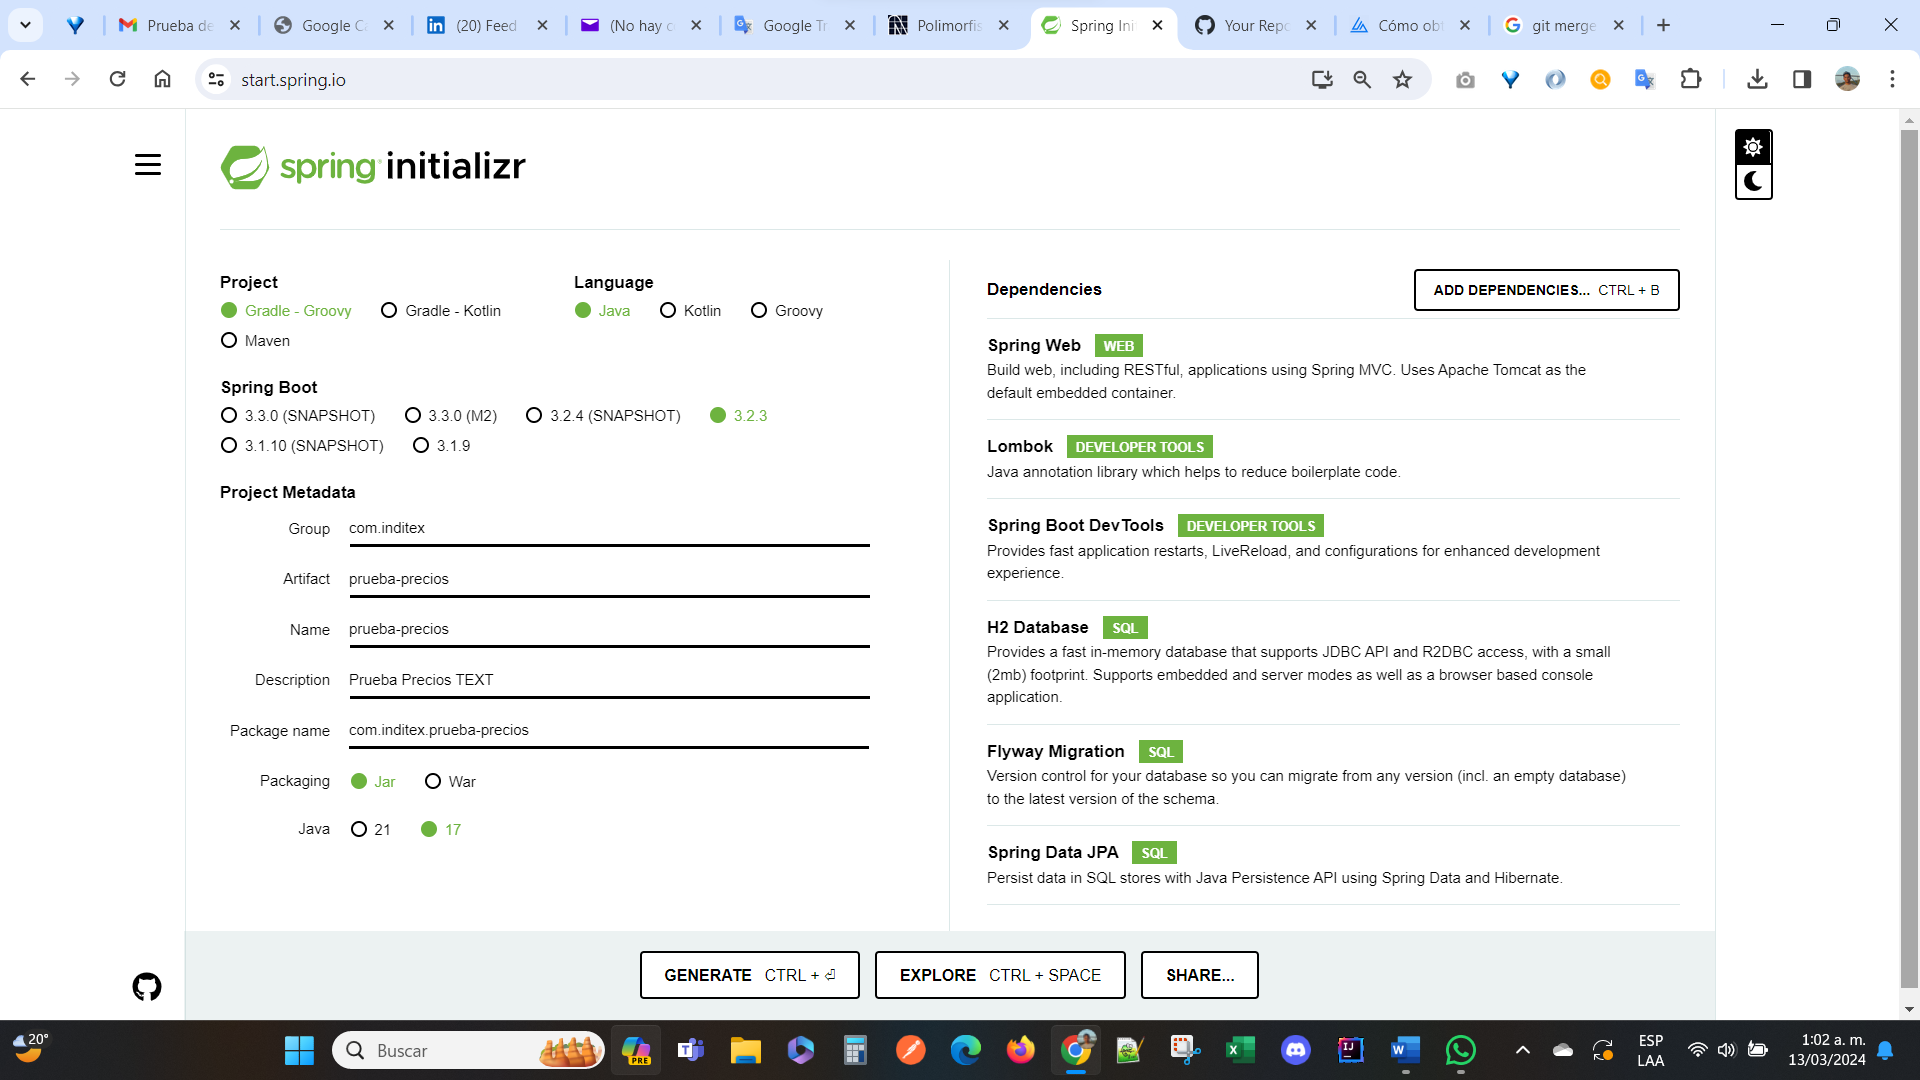 Prueba de
Google Ca
(20) Feed
(No hay c
Google Tr
Polimorfis
Spring Init
Your Repo
Cómo obt
git merge
start.spring.io
spring initializr
Project
Gradle - Groovy
Gradle - Kotlin
Maven
Language
Java
Kotlin
Groovy
Spring Boot
3.3.0 (SNAPSHOT)
3.3.0 (M2)
3.2.4 (SNAPSHOT)
3.2.3
3.1.10 (SNAPSHOT)
3.1.9
Project Metadata
Group com.inditex
Artifact prueba-precios
Name prueba-precios
Description Prueba Precios TEXT
Package name com.inditex.prueba-precios
Packaging Jar War
Java 21 17
Dependencies
ADD DEPENDENCIES... CTRL + B
Spring Web WEB
Build web, including RESTful, applications using Spring MVC. Uses Apache Tomcat as the
default embedded container.
Lombok DEVELOPER TOOLS
Java annotation library which helps to reduce boilerplate code.
Spring Boot DevTools DEVELOPER TOOLS
Provides fast application restarts, LiveReload, and configurations for enhanced development
experience.
H2 Database SQL
Provides a fast in-memory database that supports JDBC API and R2DBC access, with a small
(2mb) footprint. Supports embedded and server modes as well as a browser based console
application.
Flyway Migration SQL
Version control for your database so you can migrate from any version (incl. an empty database)
to the latest version of the schema.
Spring Data JPA SQL
Persist data in SQL stores with Java Persistence API using Spring Data and Hibernate.
GENERATE CTRL + ⏎
EXPLORE CTRL + SPACE
SHARE...
20°
Buscar
PRE
ESP
LAA
1:02 a. m.
13/03/2024